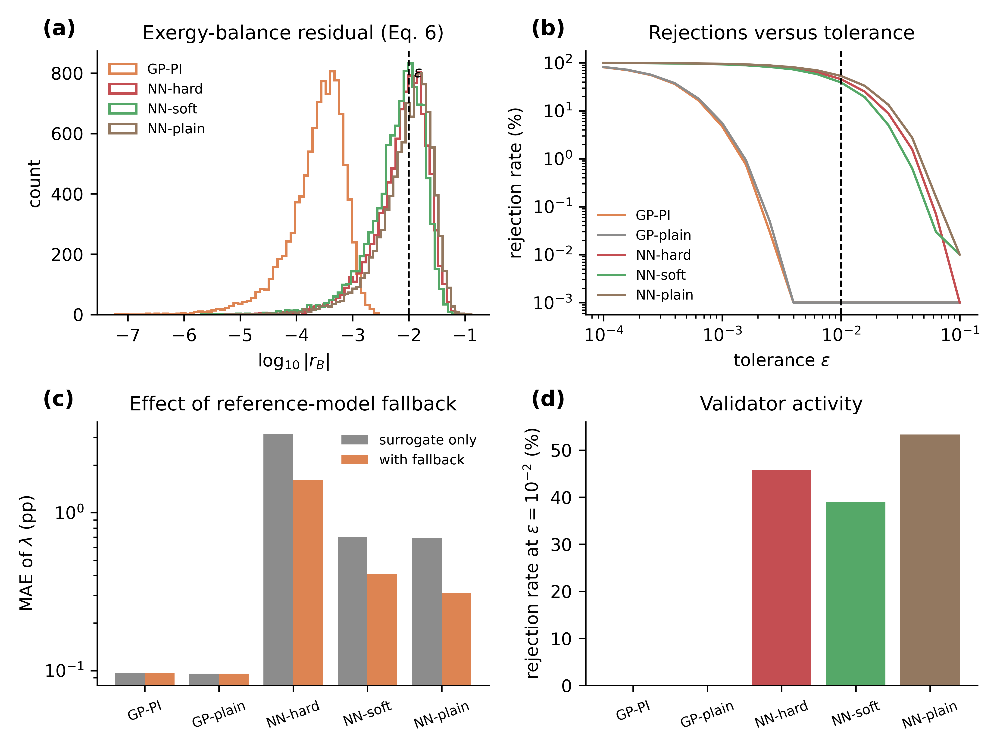 (a)
Exergy-balance residual (Eq. 6)
GP-PI
NN-hard
NN-soft
NN-plain
ε
count
800
600
400
200
0
−7 −6 −5 −4 −3 −2 −1
log₁₀ |r_B|
(b)
Rejections versus tolerance
rejection rate (%)
10²
10¹
10⁰
10⁻¹
10⁻²
10⁻³
GP-PI
GP-plain
NN-hard
NN-soft
NN-plain
10⁻⁴ 10⁻³ 10⁻² 10⁻¹
tolerance ε
(c)
Effect of reference-model fallback
surrogate only
with fallback
MAE of λ (pp)
10⁰
10⁻¹
GP-PI GP-plain NN-hard NN-soft NN-plain
(d)
Validator activity
rejection rate at ε = 10⁻² (%)
50
40
30
20
10
0
GP-PI GP-plain NN-hard NN-soft NN-plain